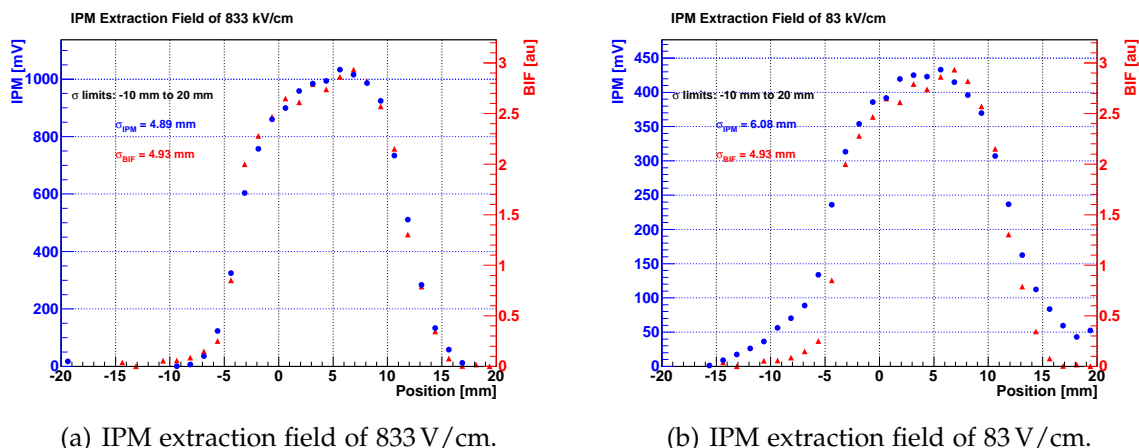 IPM Extraction Field of 833 kV/cm
IPM [mV]
BIF [au]
1000
800
600
400
200
0
3
2.5
2
1.5
1
0.5
0
σ limits: -10 mm to 20 mm
σIPM = 4.89 mm
σBIF = 4.93 mm
-20 -15 -10 -5 0 5 10 15 20
Position [mm]
(a) IPM extraction field of 833 V/cm.
IPM Extraction Field of 83 kV/cm
IPM [mV]
BIF [au]
450
400
350
300
250
200
150
100
50
0
3
2.5
2
1.5
1
0.5
0
σ limits: -10 mm to 20 mm
σIPM = 6.08 mm
σBIF = 4.93 mm
-20 -15 -10 -5 0 5 10 15 20
Position [mm]
(b) IPM extraction field of 83 V/cm.